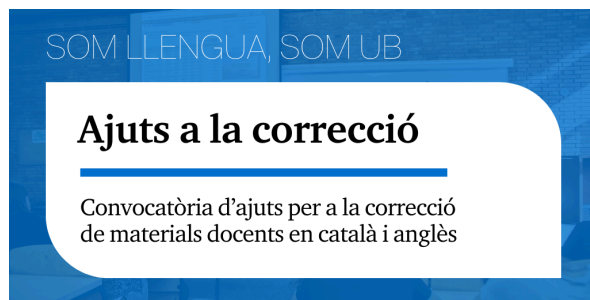 SOM LLENGUA, SOM UB
Ajuts a la correcció
Convocatòria d’ajuts per a la correcció
de materials docents en català i anglès